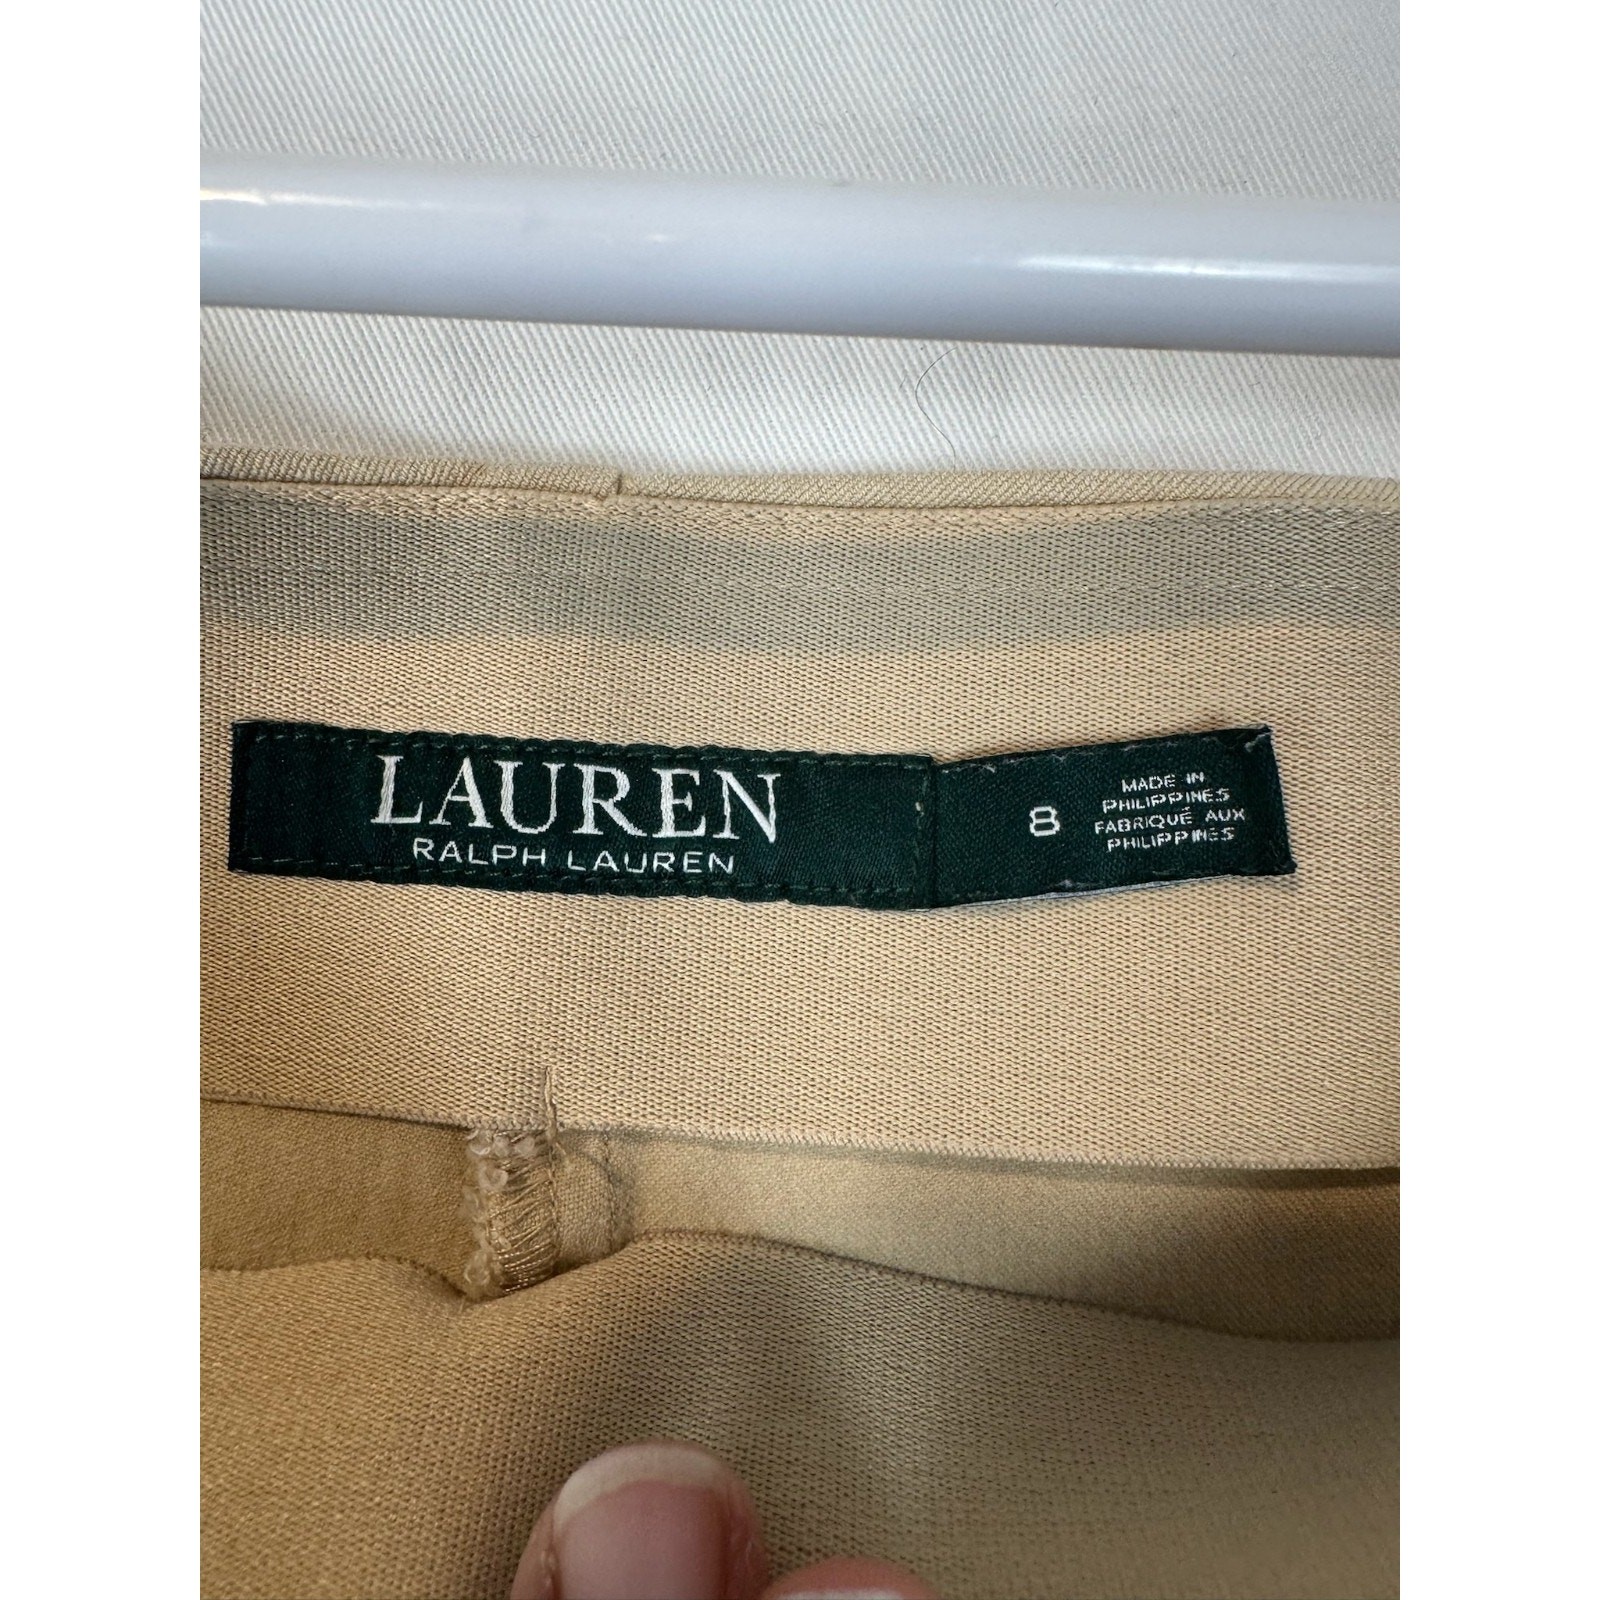 LAUREN
RALPH LAUREN
8
MADE IN
PHILIPPINES
FABRIQUÉ AUX
PHILIPPINES